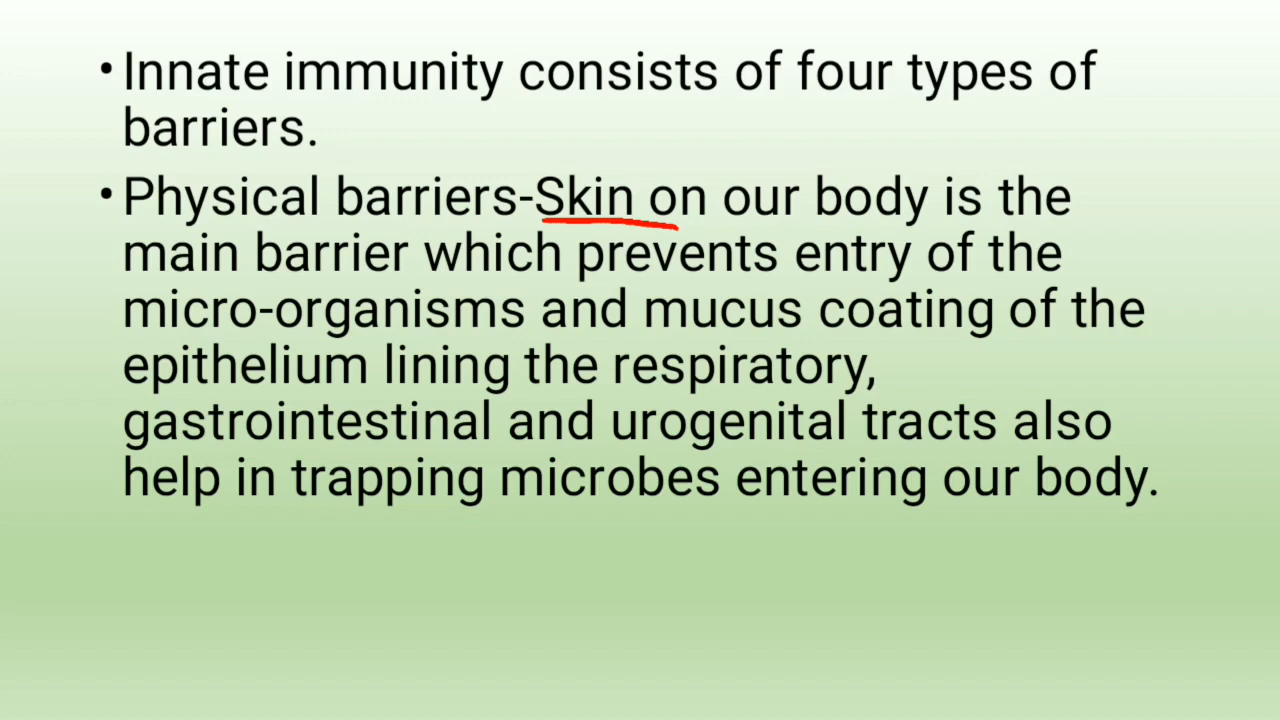 •Innate immunity consists of four types of
barriers.
•Physical barriers-Skin on our body is the
main barrier which prevents entry of the
micro-organisms and mucus coating of the
epithelium lining the respiratory,
gastrointestinal and urogenital tracts also
help in trapping microbes entering our body.